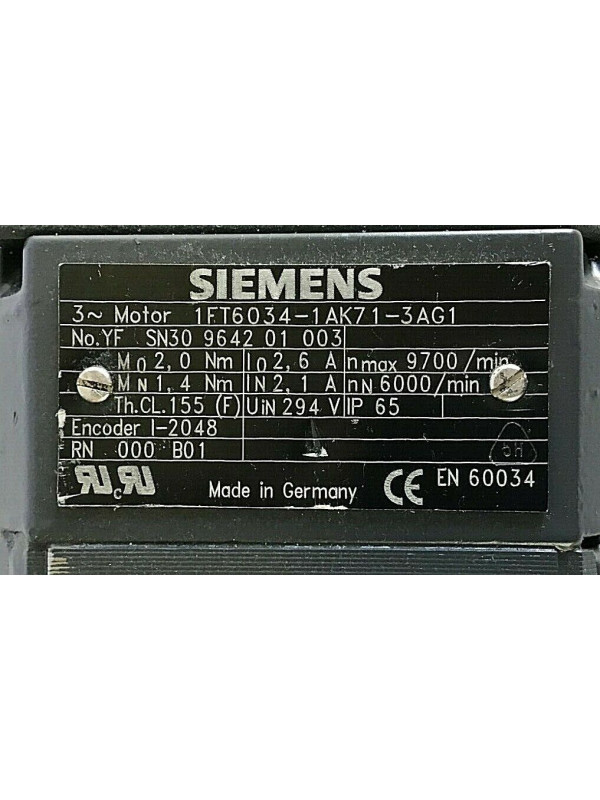 SIEMENS
3~ Motor 1FT6034-1AK71-3AG1
No.YF SN30 9642 01 003
M0 2,0 Nm I0 2,6 A nmax 9700 /min
MN 1,4 Nm IN 2,1 A nN 6000/min
Th.CL.155 (F) UiN 294 V IP 65
Encoder I-2048
RN 000 B01
Made in Germany CE EN 60034